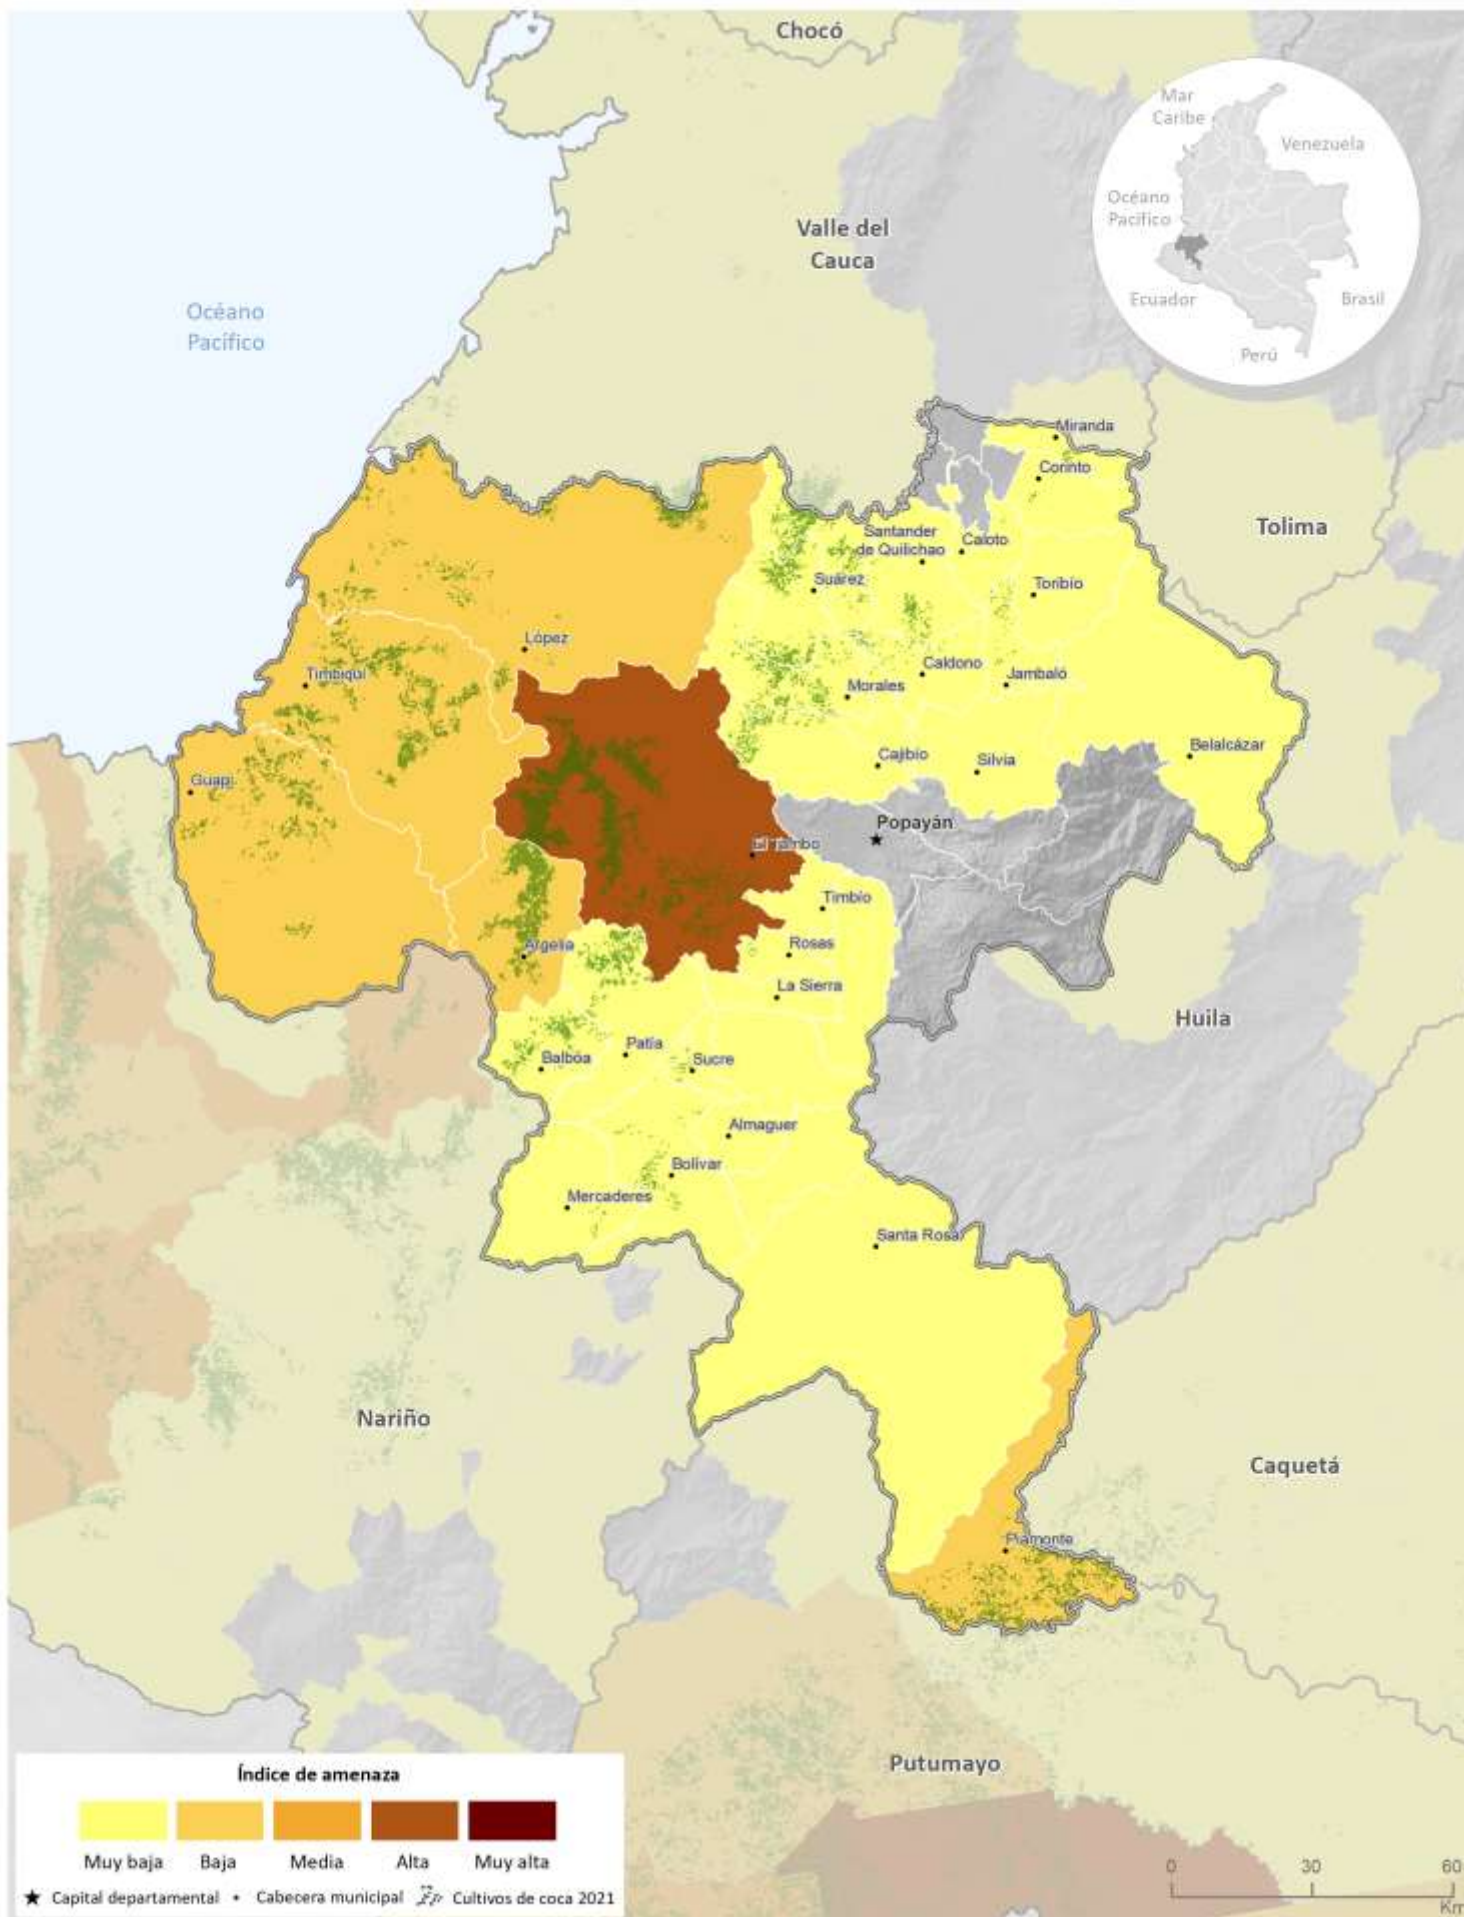 Chocó
Mar
Caribe
Venezuela
Océano
Pacífico
Ecuador
Brasil
Perú
Valle del
Cauca
Océano
Pacífico
Miranda
Corinto
Tolima
Santander
de Quilichao
Caloto
Suárez
Toribio
López
Caldono
Jambaló
Timbiquí
Morales
Belalcázar
Cajibío
Silvia
Guapi
Popayán
El Tambo
Timbío
Argelia
Rosas
La Sierra
Huila
Patía
Balbóa
Sucre
Almaguer
Bolívar
Mercaderes
Santa Rosa
Nariño
Caquetá
Piamonte
Putumayo
Índice de amenaza
Muy baja Baja Media Alta Muy alta
Capital departamental Cabecera municipal Cultivos de coca 2021
0 30 60
Km